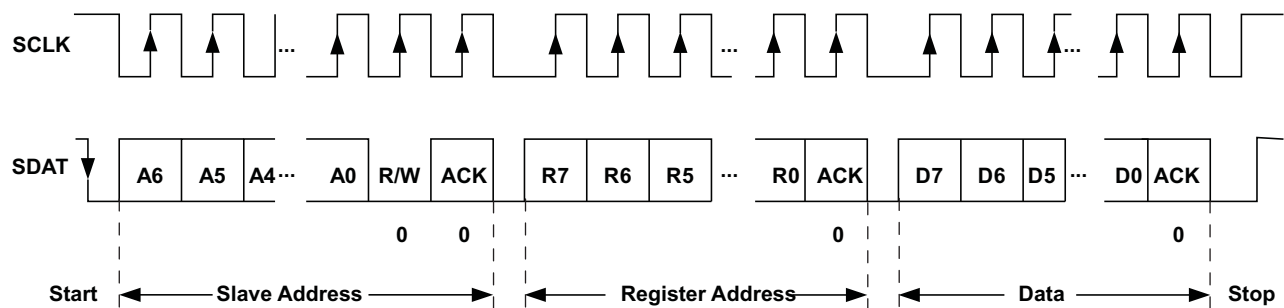 SCLK ... ... ...
SDAT A6 A5 A4... A0 R/W ACK R7 R6 R5 ... R0 ACK D7 D6 D5 ... D0 ACK
0 0 0 0
Start Slave Address Register Address Data Stop